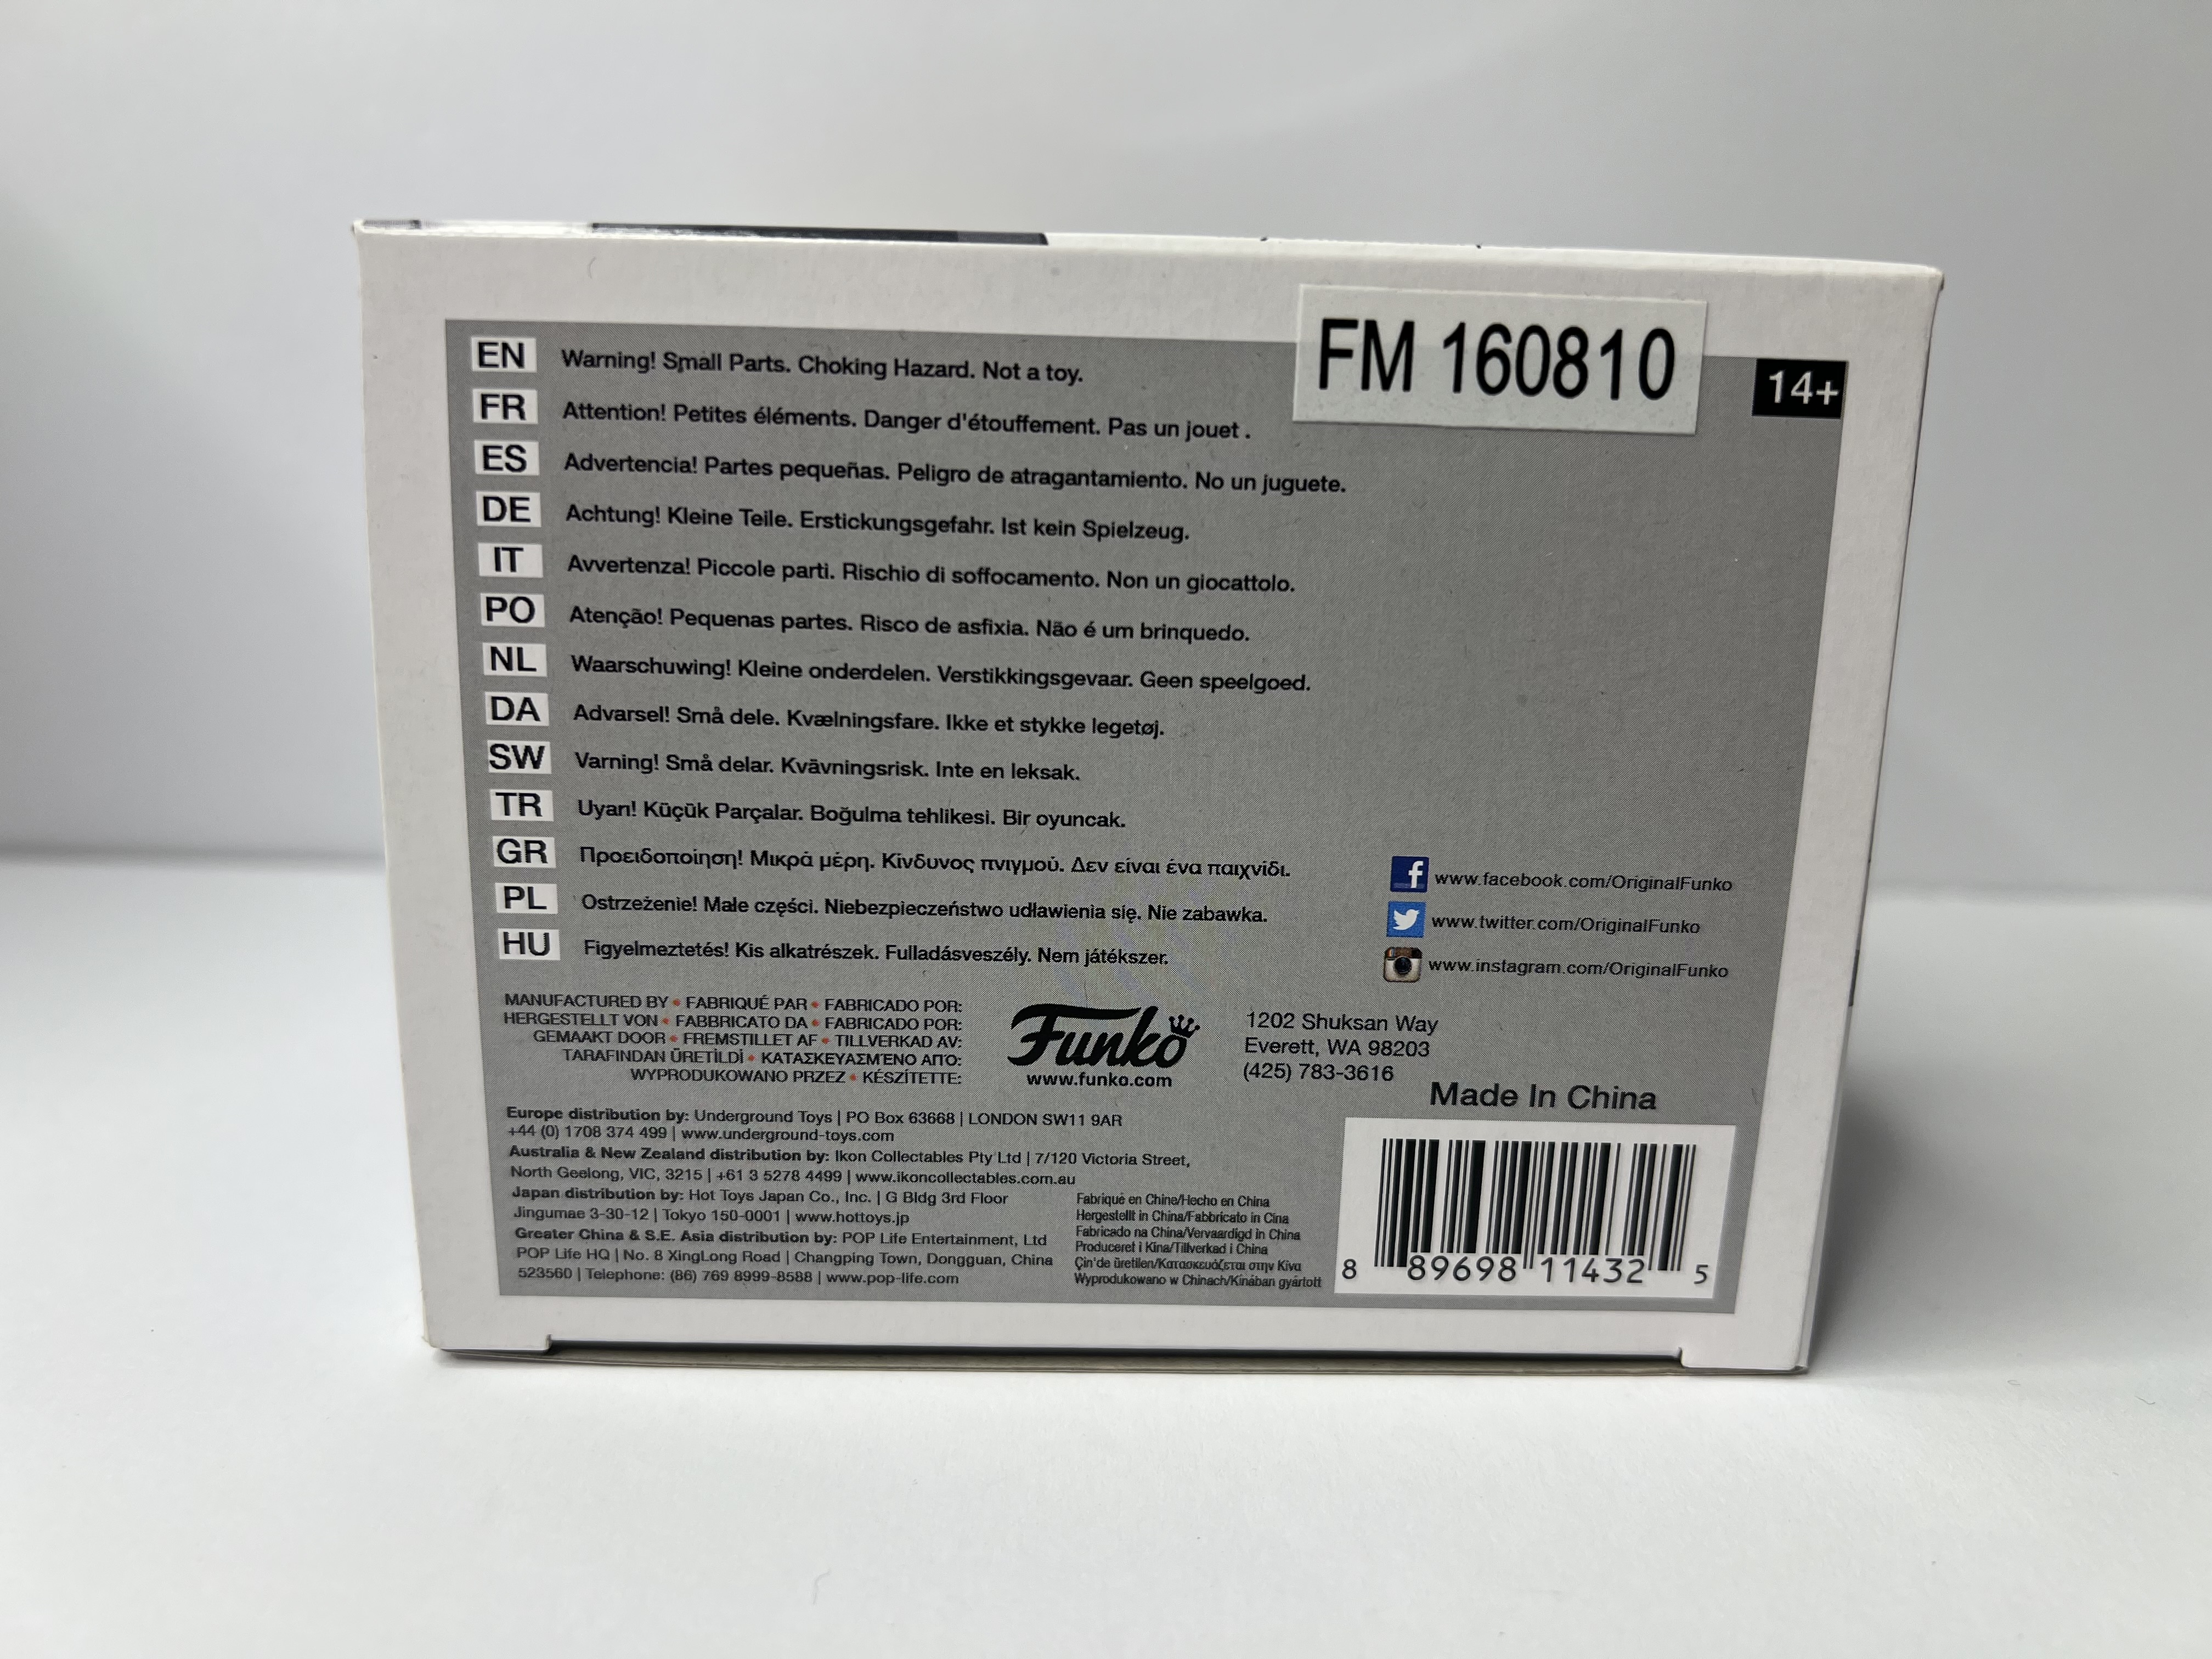 FM 160810
14+
EN Warning! Small Parts. Choking Hazard. Not a toy.
FR Attention! Petites éléments. Danger d'étouffement. Pas un jouet .
ES Advertencia! Partes pequeñas. Peligro de atragantamiento. No un juguete.
DE Achtung! Kleine Teile. Erstickungsgefahr. Ist kein Spielzeug.
IT Avvertenza! Piccole parti. Rischio di soffocamento. Non un giocattolo.
PO Atenção! Pequenas partes. Risco de asfixia. Não é um brinquedo.
NL Waarschuwing! Kleine onderdelen. Verstikkingsgevaar. Geen speelgoed.
DA Advarsel! Små dele. Kvælningsfare. Ikke et stykke legetøj.
SW Varning! Små delar. Kvävningsrisk. Inte en leksak.
TR Uyarı! Küçük Parçalar. Boğulma tehlikesi. Bir oyuncak.
GR Προειδοποίηση! Μικρά μέρη. Κίνδυνος πνιγμού. Δεν είναι ένα παιχνίδι.
PL Ostrzeżenie! Małe części. Niebezpieczeństwo udławienia się. Nie zabawka.
HU Figyelmeztetés! Kis alkatrészek. Fulladásveszély. Nem játékszer.
www.facebook.com/OriginalFunko
www.twitter.com/OriginalFunko
www.instagram.com/OriginalFunko
MANUFACTURED BY • FABRIQUÉ PAR • FABRICADO POR:
HERGESTELLT VON • FABBRICATO DA • FABRICADO POR:
GEMAAKT DOOR • FREMSTILLET AF • TILLVERKAD AV:
TARAFINDAN ÜRETİLDİ • ΚΑΤΑΣΚΕΥΑΣΜΈΝΟ ΑΠΌ:
WYPRODUKOWANO PRZEZ • KÉSZÍTETTE:
Funko
www.funko.com
1202 Shuksan Way
Everett, WA 98203
(425) 783-3616
Made In China
Europe distribution by: Underground Toys | PO Box 63668 | LONDON SW11 9AR
+44 (0) 1708 374 499 | www.underground-toys.com
Australia & New Zealand distribution by: Ikon Collectables Pty Ltd | 7/120 Victoria Street,
North Geelong, VIC, 3215 | +61 3 5278 4499 | www.ikoncollectables.com.au
Japan distribution by: Hot Toys Japan Co., Inc. | G Bldg 3rd Floor
Jingumae 3-30-12 | Tokyo 150-0001 | www.hottoys.jp
Greater China & S.E. Asia distribution by: POP Life Entertainment, Ltd
POP Life HQ | No. 8 XingLong Road | Changping Town, Dongguan, China
523560 | Telephone: (86) 769 8999-8588 | www.pop-life.com
Fabriqué en Chine/Hecho en China
Hergestellt in China/Fabbricato in Cina
Fabricado na China/Vervaardigd in China
Produceret i Kina/Tillverkad i China
Çin'de üretilen/Κατασκευάζεται στην Κίνα
Wyprodukowano w Chinach/Kínában gyártott
8 89698 11432 5